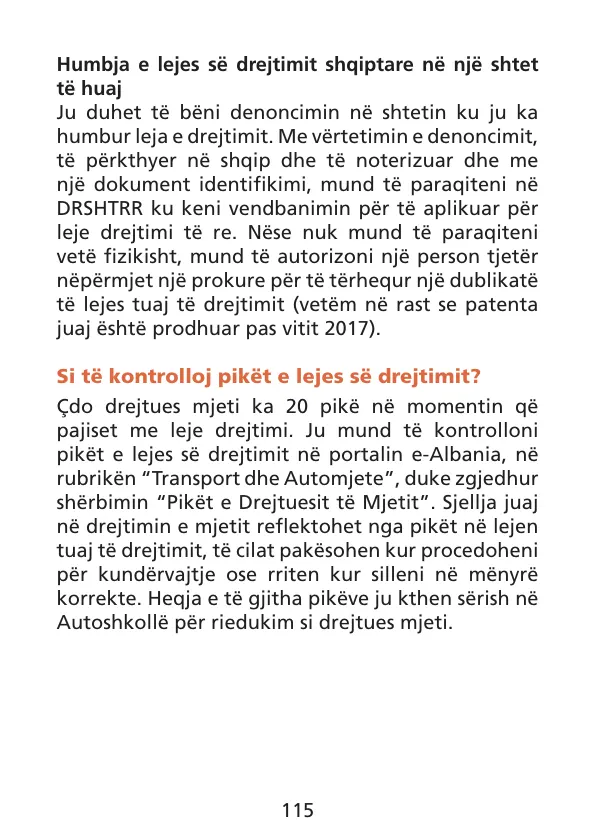 Humbja e lejes së drejtimit shqiptare në një shtet
të huaj
Ju duhet të bëni denoncimin në shtetin ku ju ka
humbur leja e drejtimit. Me vërtetimin e denoncimit,
të përkthyer në shqip dhe të noterizuar dhe me
një dokument identifikimi, mund të paraqiteni në
DRSHTRR ku keni vendbanimin për të aplikuar për
leje drejtimi të re. Nëse nuk mund të paraqiteni
vetë fizikisht, mund të autorizoni një person tjetër
nëpërmjet një prokure për të tërhequr një dublikatë
të lejes tuaj të drejtimit (vetëm në rast se patenta
juaj është prodhuar pas vitit 2017).
Si të kontrolloj pikët e lejes së drejtimit?
Çdo drejtues mjeti ka 20 pikë në momentin që
pajiset me leje drejtimi. Ju mund të kontrolloni
pikët e lejes së drejtimit në portalin e-Albania, në
rubrikën “Transport dhe Automjete”, duke zgjedhur
shërbimin “Pikët e Drejtuesit të Mjetit”. Sjellja juaj
në drejtimin e mjetit reflektohet nga pikët në lejen
tuaj të drejtimit, të cilat pakësohen kur procedoheni
për kundërvajtje ose rriten kur silleni në mënyrë
korrekte. Heqja e të gjitha pikëve ju kthen sërish në
Autoshkollë për riedukim si drejtues mjeti.
115